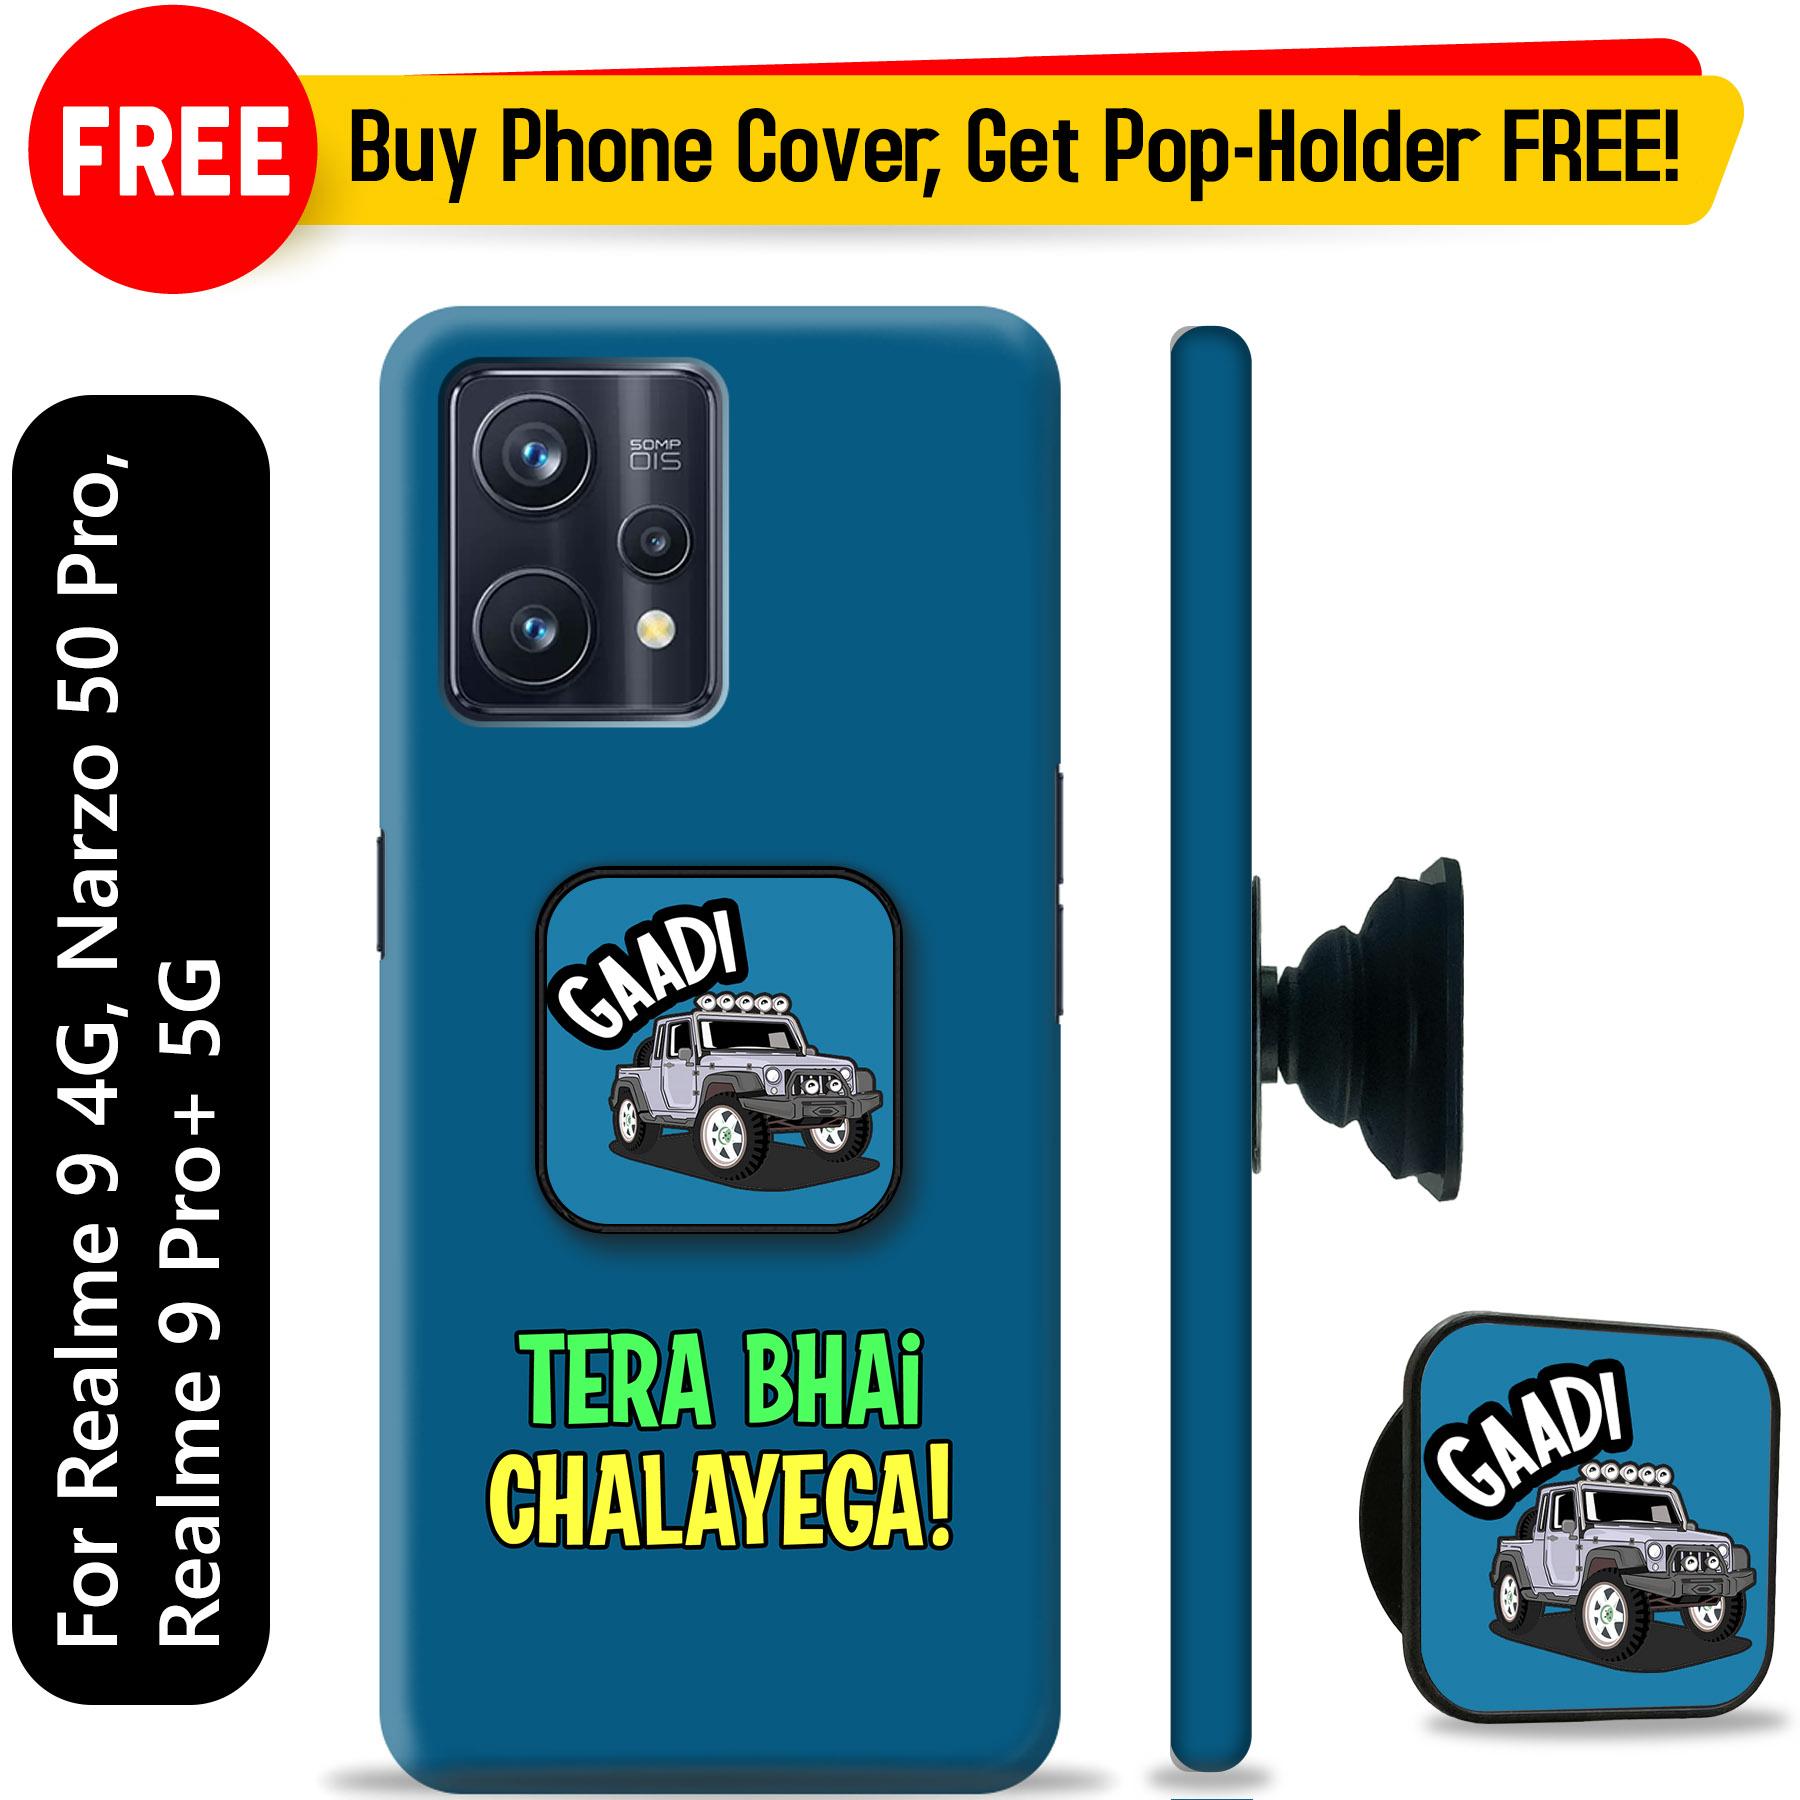 FREE
Buy Phone Cover, Get Pop-Holder FREE!
For Realme 9 4G, Narzo 50 Pro,
Realme 9 Pro+ 5G
50MP
OIS
GAADI
TERA BHAi
CHALAYEGA!
GAADI